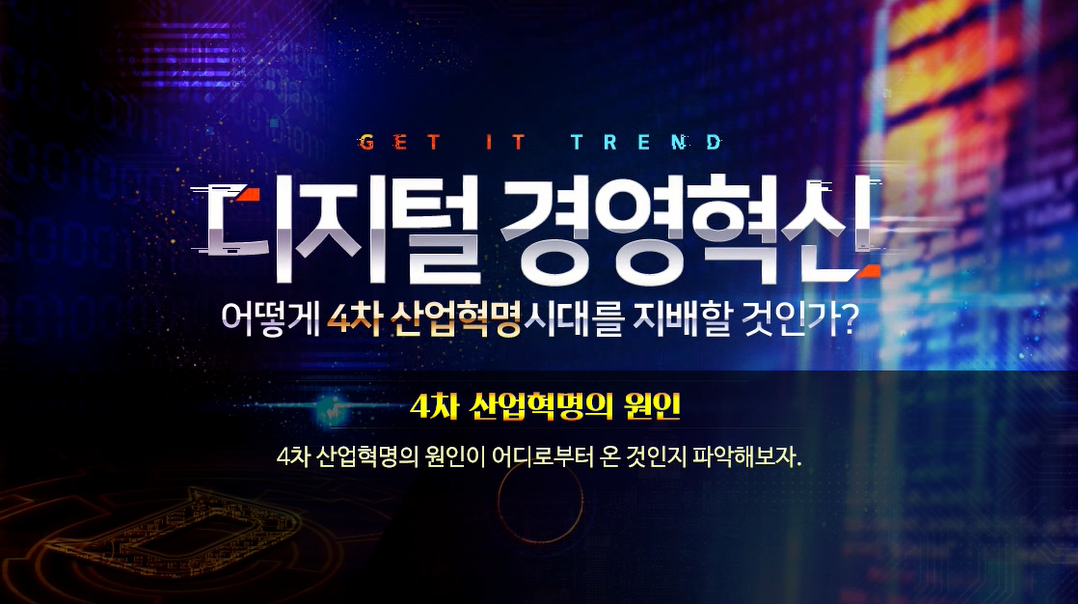 GET IT TREND
디지털 경영혁신
어떻게 4차 산업혁명시대를 지배할 것인가?
4차 산업혁명의 원인
4차 산업혁명의 원인이 어디로부터 온 것인지 파악해보자.